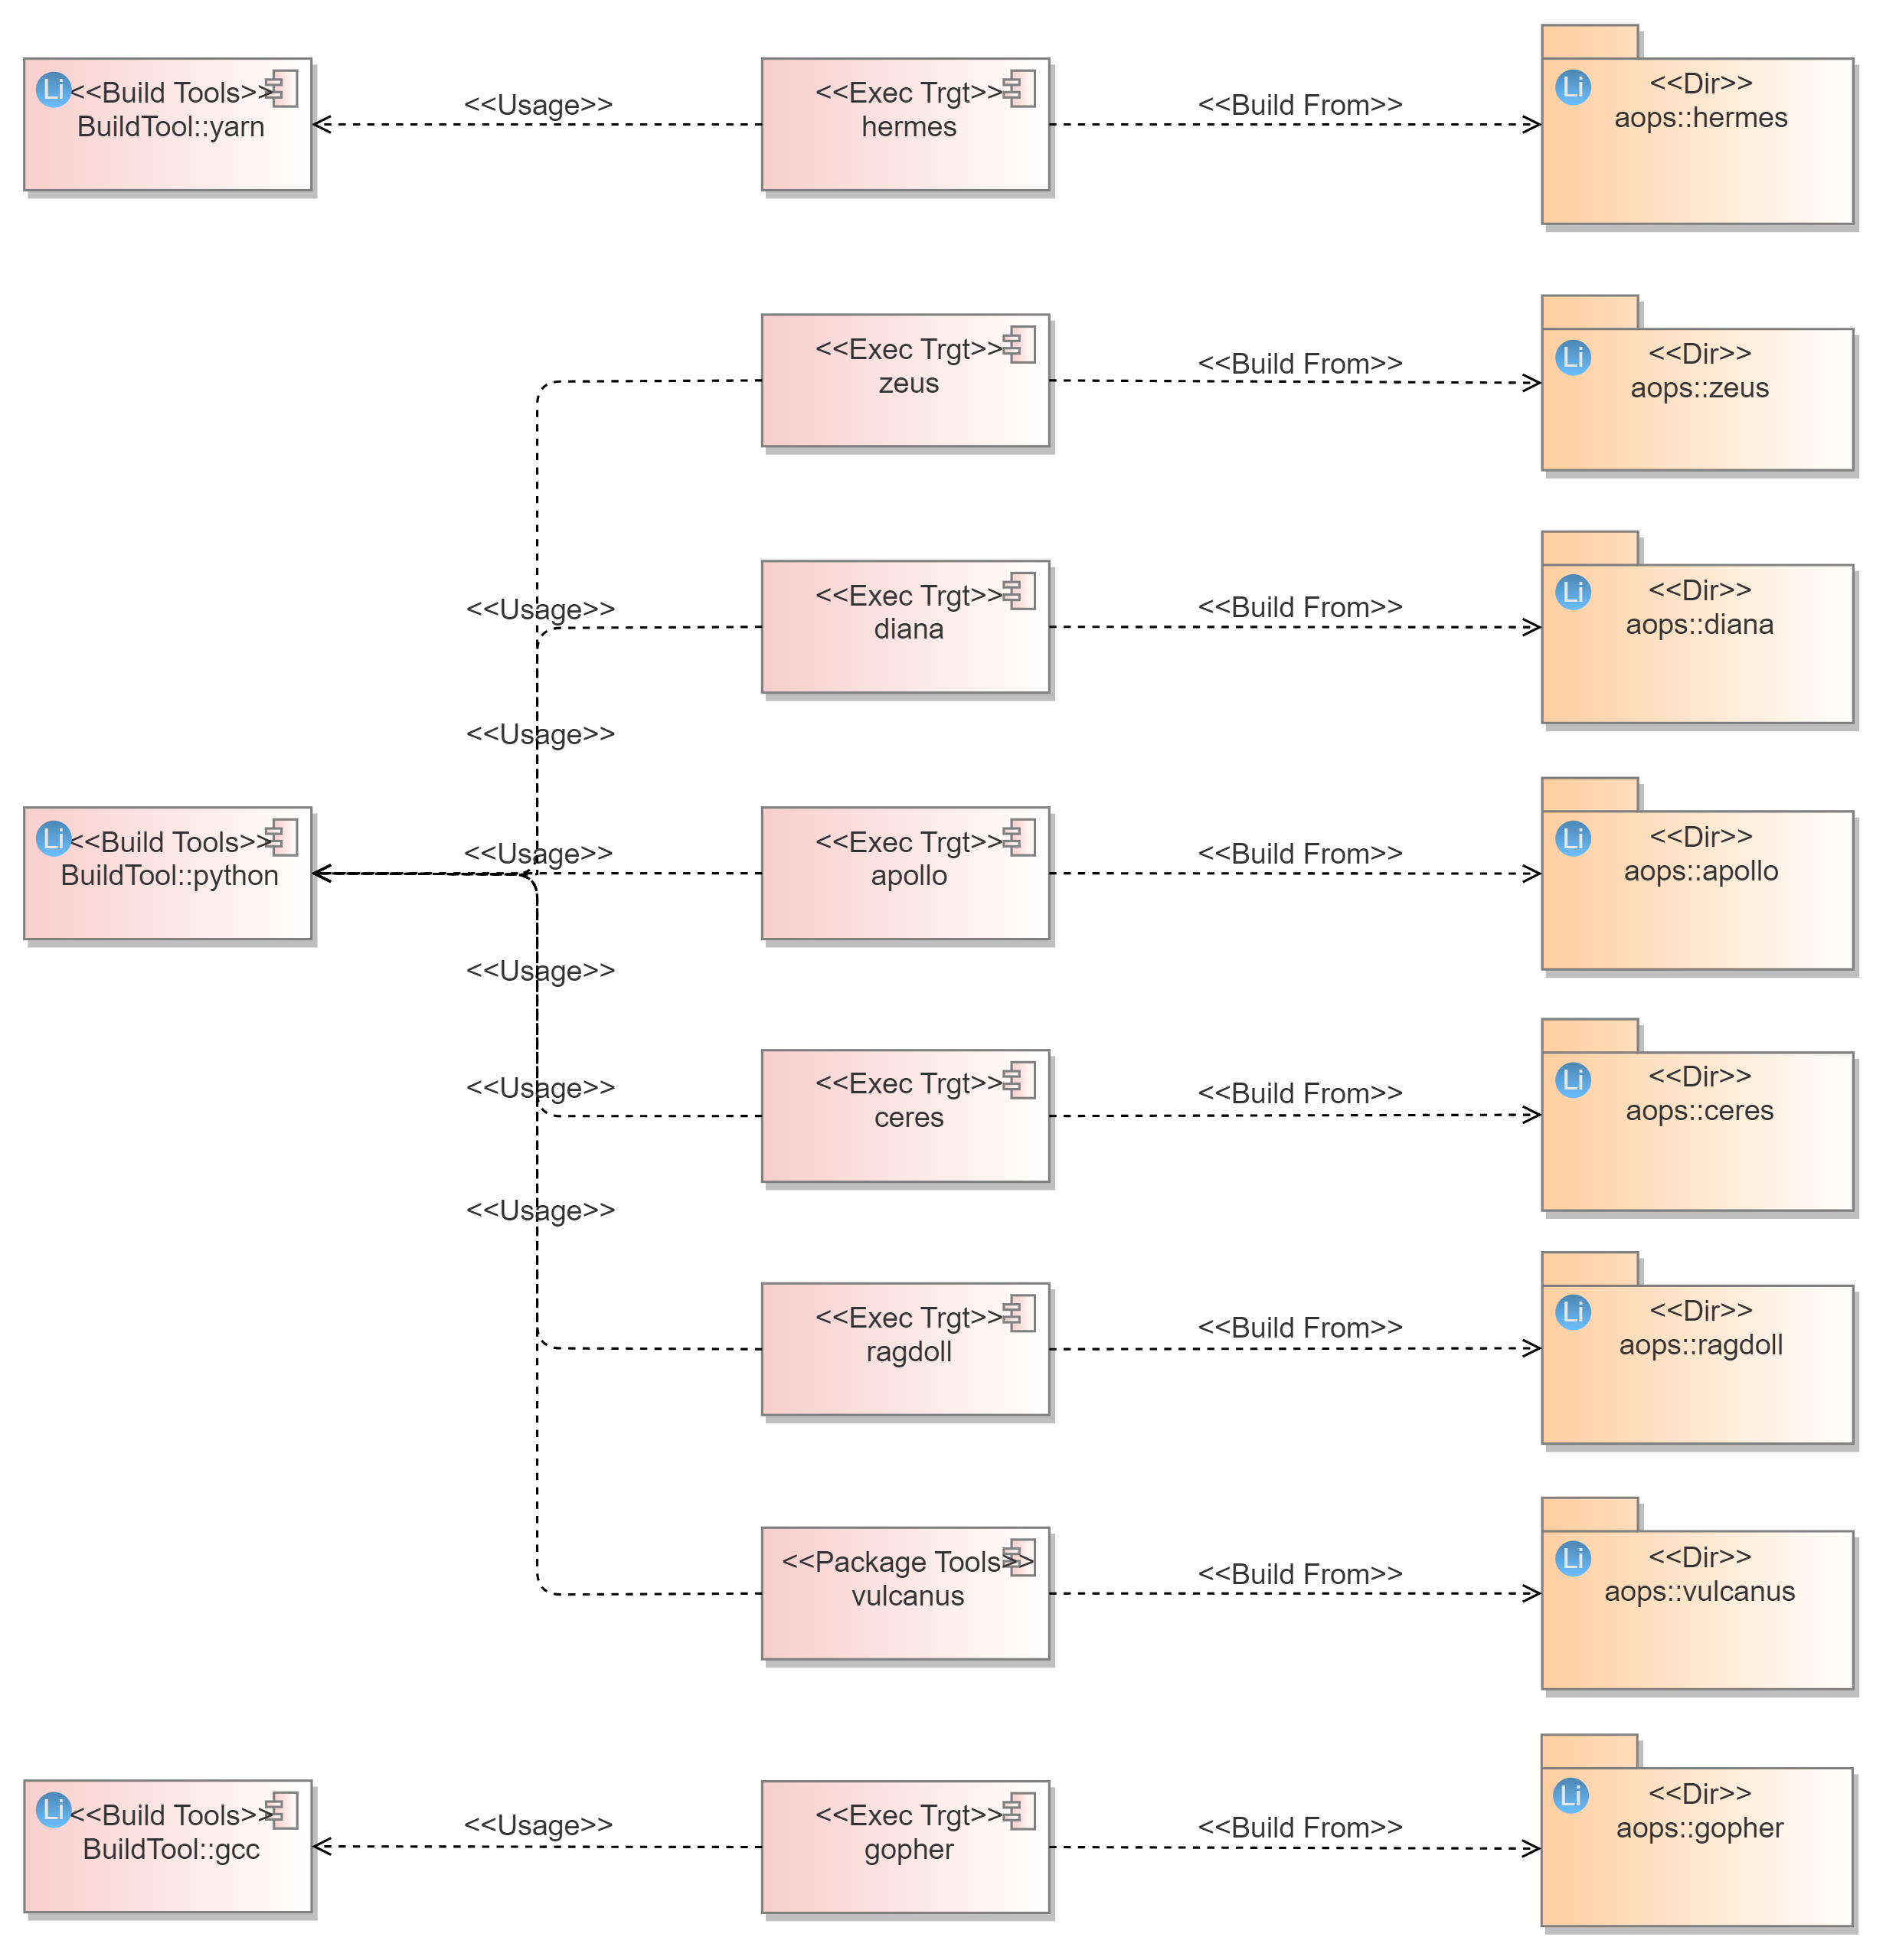 Li
<<Build Tools>>
BuildTool::yarn
<<Usage>>
<<Exec Trgt>>
hermes
<<Build From>>
Li
<<Dir>>
aops::hermes
<<Exec Trgt>>
zeus
<<Build From>>
Li
<<Dir>>
aops::zeus
<<Usage>>
<<Exec Trgt>>
diana
<<Build From>>
Li
<<Dir>>
aops::diana
<<Usage>>
Li
<<Build Tools>>
BuildTool::python
<<Usage>>
<<Exec Trgt>>
apollo
<<Build From>>
Li
<<Dir>>
aops::apollo
<<Usage>>
<<Usage>>
<<Exec Trgt>>
ceres
<<Build From>>
Li
<<Dir>>
aops::ceres
<<Usage>>
<<Exec Trgt>>
ragdoll
<<Build From>>
Li
<<Dir>>
aops::ragdoll
<<Package Tools>>
vulcanus
<<Build From>>
Li
<<Dir>>
aops::vulcanus
Li
<<Build Tools>>
BuildTool::gcc
<<Usage>>
<<Exec Trgt>>
gopher
<<Build From>>
Li
<<Dir>>
aops::gopher